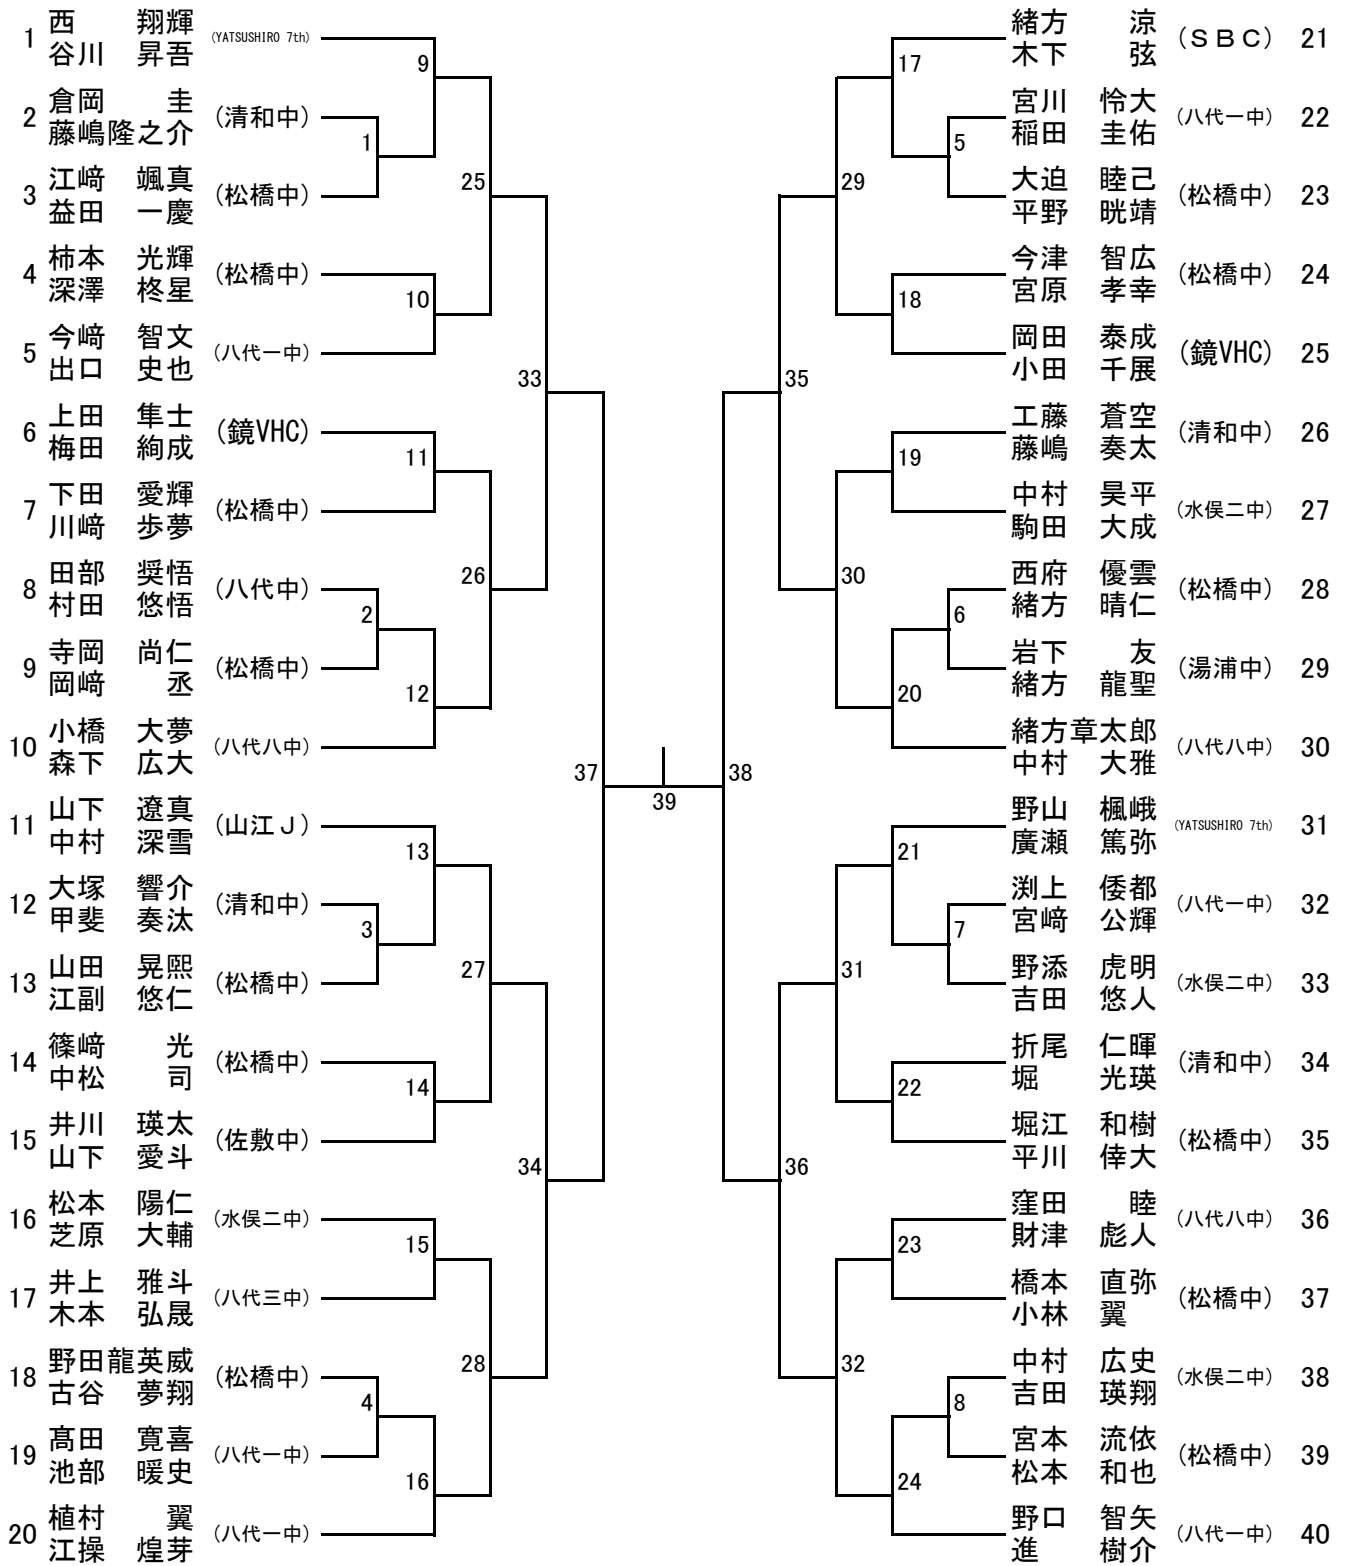 1 西 翔輝 (YATSUSHIRO 7th)
谷川 昇吾
2 倉岡 圭 (清和中)
藤嶋隆之介
3 江﨑 颯真 (松橋中)
益田 一慶
4 柿本 光輝 (松橋中)
深澤 柊星
5 今﨑 智文 (八代一中)
出口 史也
6 上田 隼士 (鏡VHC)
梅田 絢成
7 下田 愛輝 (松橋中)
川﨑 歩夢
8 田部 奨悟 (八代中)
村田 悠悟
9 寺岡 尚仁 (松橋中)
岡﨑 丞
10 小橋 大夢 (八代八中)
森下 広大
11 山下 遼真 (山江J)
中村 深雪
12 大塚 響介 (清和中)
甲斐 奏汰
13 山田 晃熙 (松橋中)
江副 悠仁
14 篠﨑 光 (松橋中)
中松 司
15 井川 瑛太 (佐敷中)
山下 愛斗
16 松本 陽仁 (水俣二中)
芝原 大輔
17 井上 雅斗 (八代三中)
木本 弘晟
18 野田龍英威 (松橋中)
古谷 夢翔
19 髙田 寛喜 (八代一中)
池部 暖史
20 植村 翼 (八代一中)
江操 煌芽
1
2
3
4
9
10
11
12
13
14
15
16
25
26
27
28
33
34
37
39
38
35
36
29
30
31
32
17
18
19
20
21
22
23
24
5
6
7
8
緒方 涼 (SBC) 21
木下 弦
宮川 怜大 (八代一中) 22
稲田 圭佑
大迫 睦己 (松橋中) 23
平野 晄靖
今津 智広 (松橋中) 24
宮原 孝幸
岡田 泰成 (鏡VHC) 25
小田 千展
工藤 蒼空 (清和中) 26
藤嶋 奏太
中村 昊平 (水俣二中) 27
駒田 大成
西府 優雲 (松橋中) 28
緒方 晴仁
岩下 友 (湯浦中) 29
緒方 龍聖
緒方章太郎 (八代八中) 30
中村 大雅
野山 楓峨 (YATSUSHIRO 7th) 31
廣瀬 篤弥
渕上 倭都 (八代一中) 32
宮﨑 公輝
野添 虎明 (水俣二中) 33
吉田 悠人
折尾 仁暉 (清和中) 34
堀 光瑛
堀江 和樹 (松橋中) 35
平川 倖大
窪田 睦 (八代八中) 36
財津 彪人
橋本 直弥 (松橋中) 37
小林 翼
中村 広史 (水俣二中) 38
吉田 瑛翔
宮本 流依 (松橋中) 39
松本 和也
野口 智矢 (八代一中) 40
進 樹介